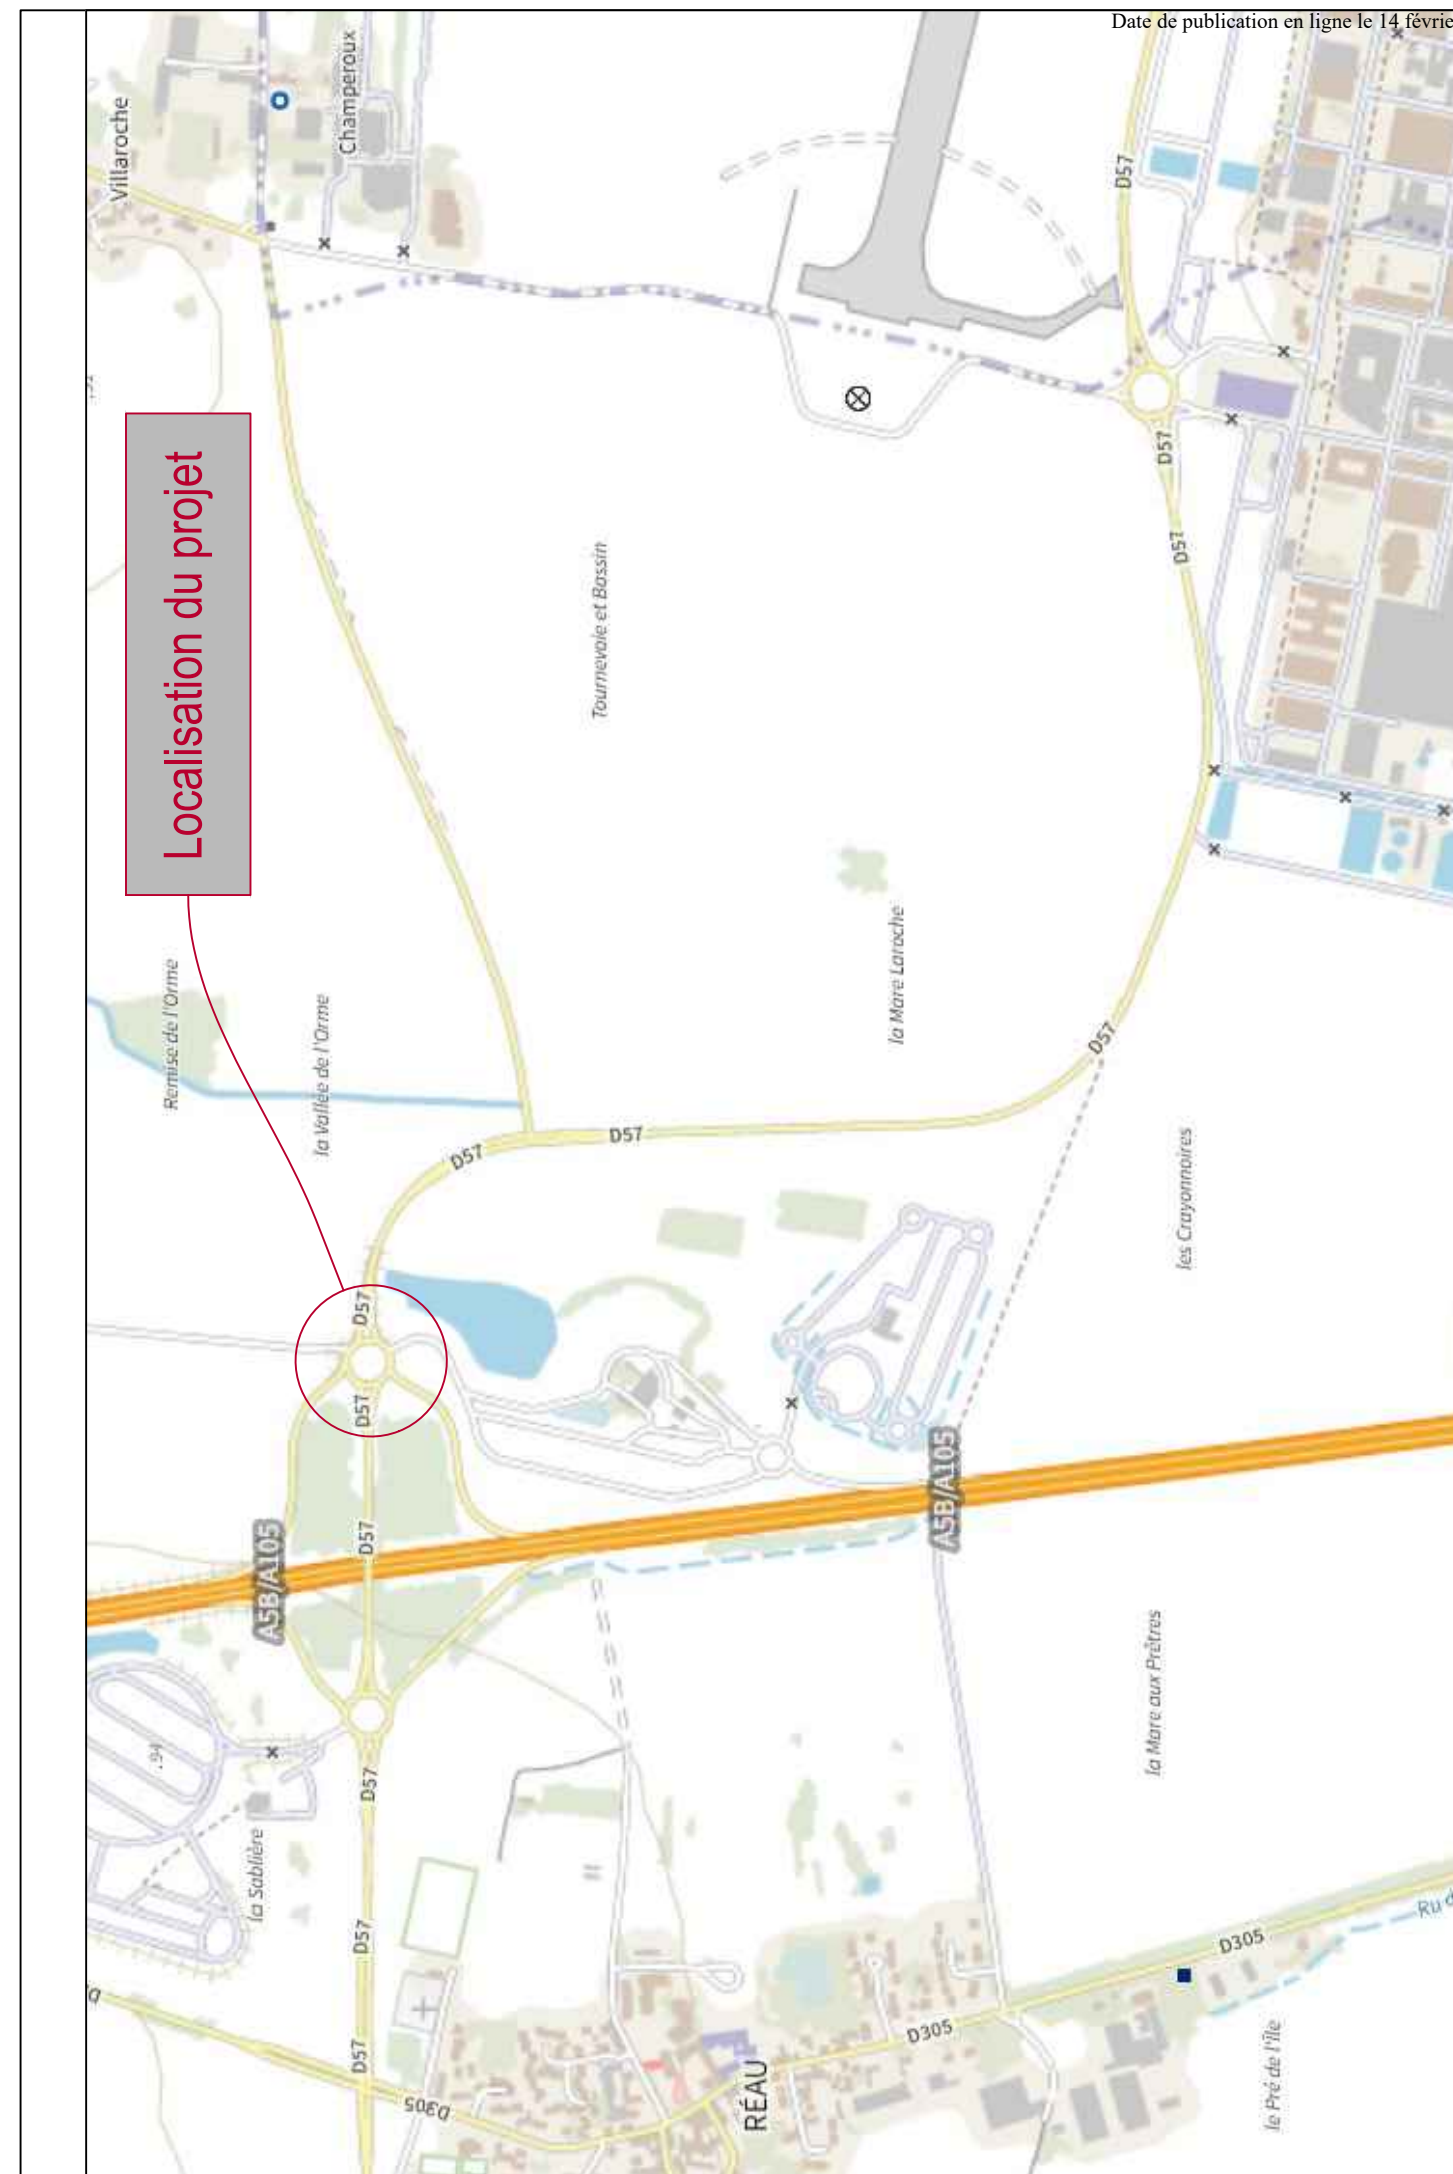 Date de publication en ligne le 14 févrie
Villaroche
Champeroux
D57
Localisation du projet
D57
D57
Tournevoie et Bassin
la Mare Laroche
Remise de l'Orme
la Vallée de l'Orme
D57
D57
D57
les Crayonnoires
D57
D57
A5B/A105
A5B/A105
D57
la Mare aux Prêtres
.94
D57
la Sablière
D57
D305
Ru d
D57
D305
D305
RÉAU
le Pré de l'Île